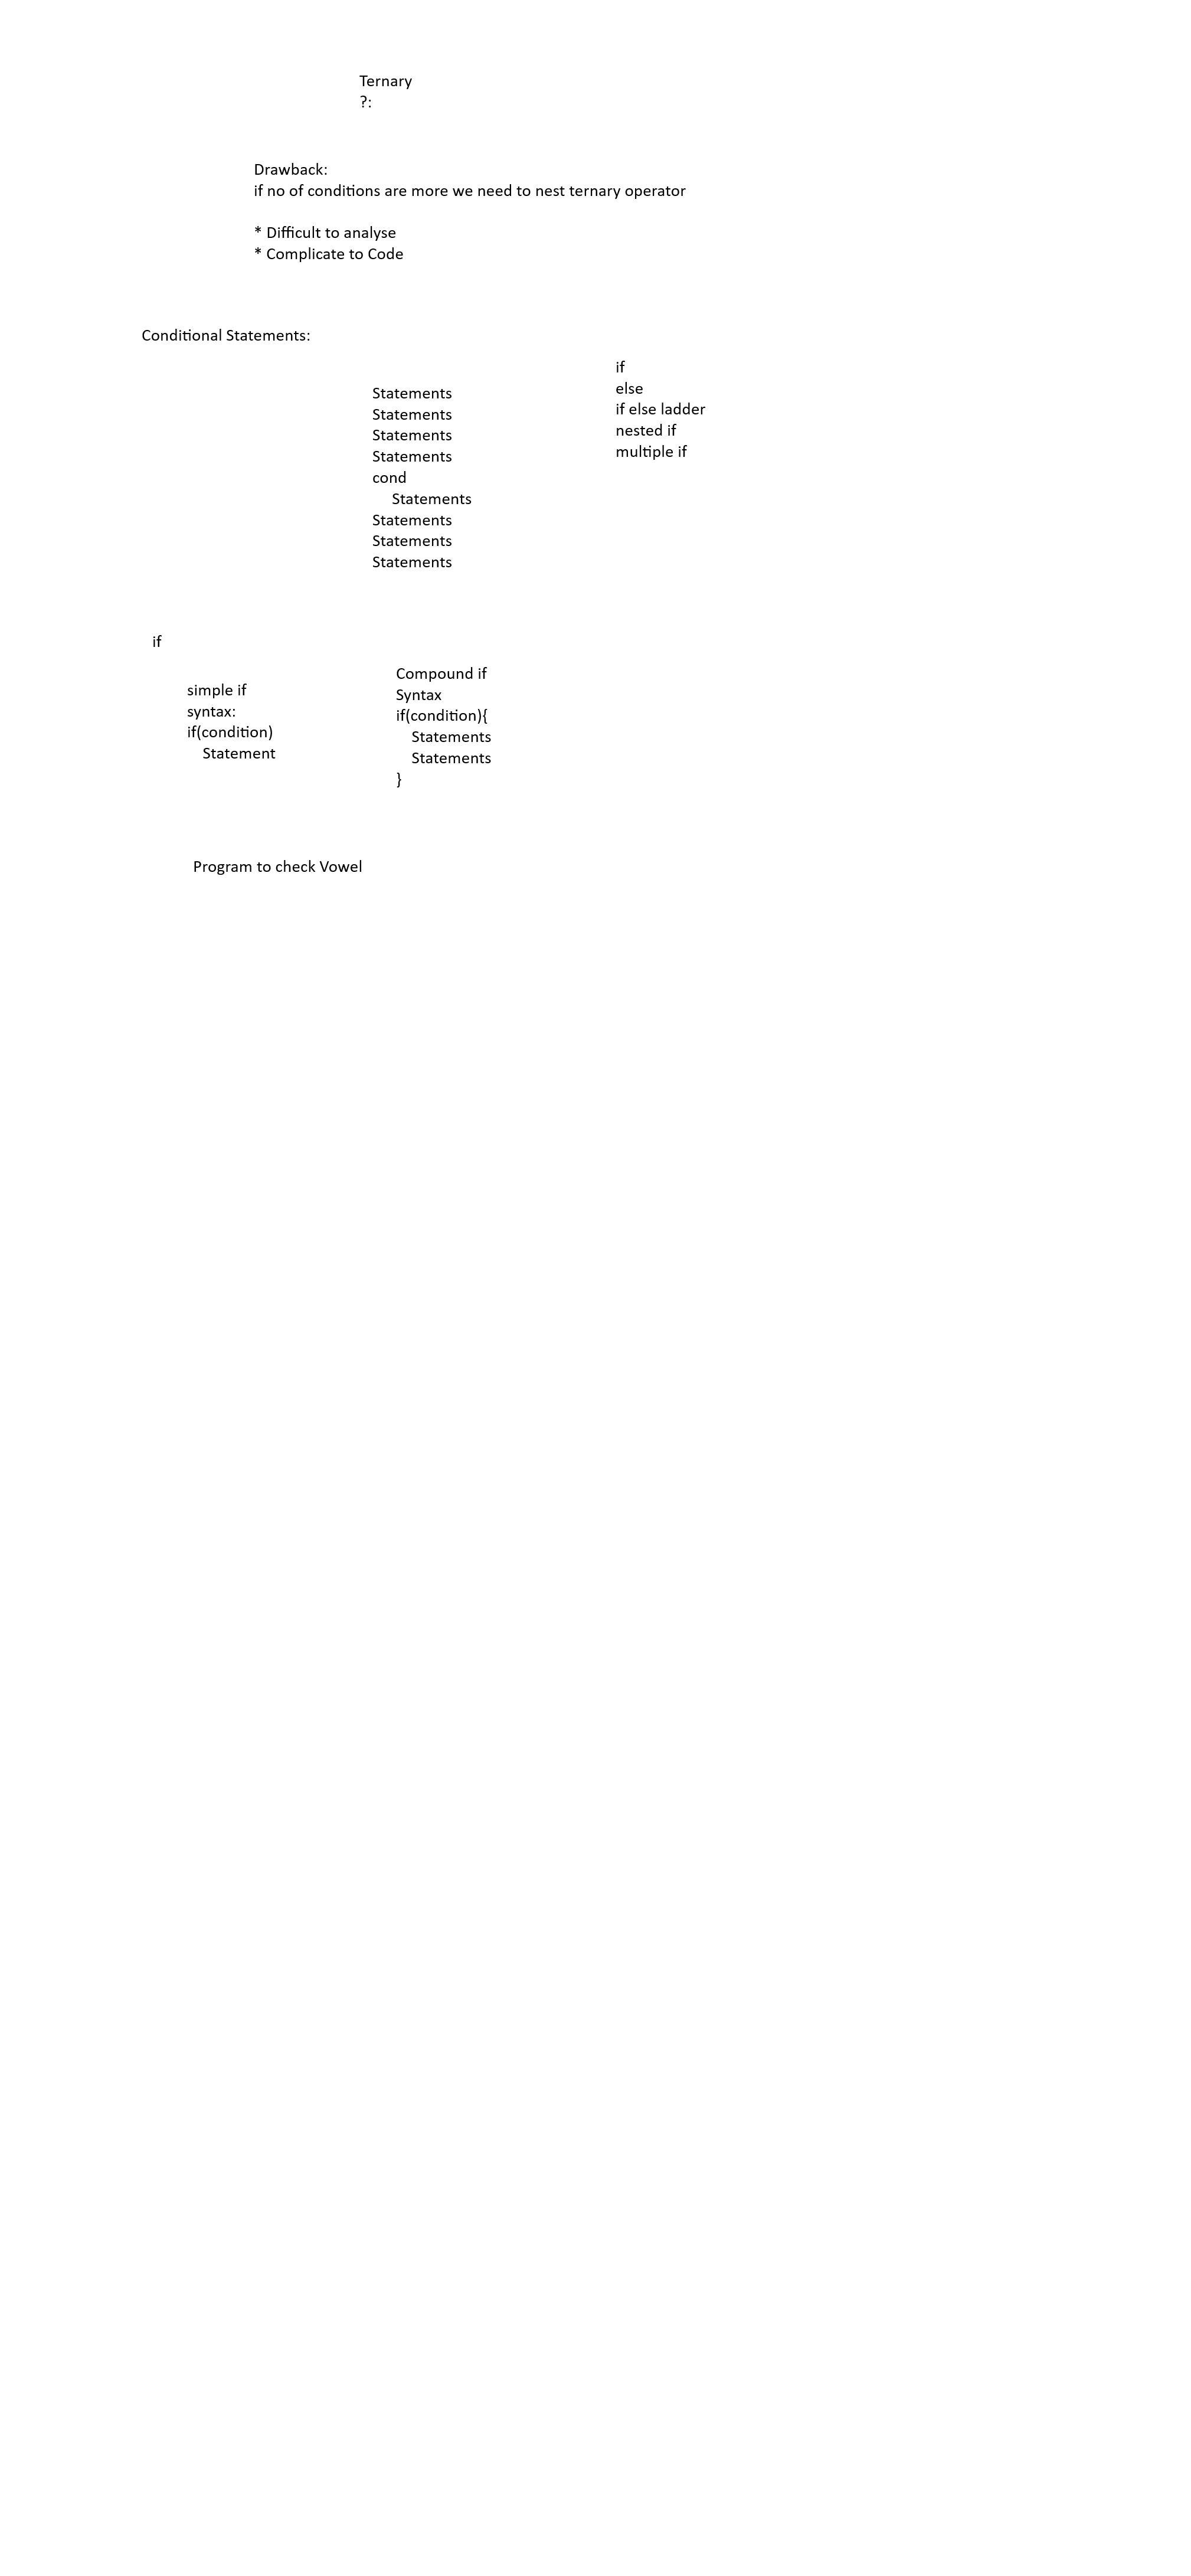 Ternary
?:
Drawback:
if no of conditions are more we need to nest ternary operator
* Difficult to analyse
* Complicate to Code
Conditional Statements:
Statements
Statements
Statements
Statements
cond
Statements
Statements
Statements
Statements
if
else
if else ladder
nested if
multiple if
if
simple if
syntax:
if(condition)
Statement
Compound if
Syntax
if(condition){
Statements
Statements
}
Program to check Vowel